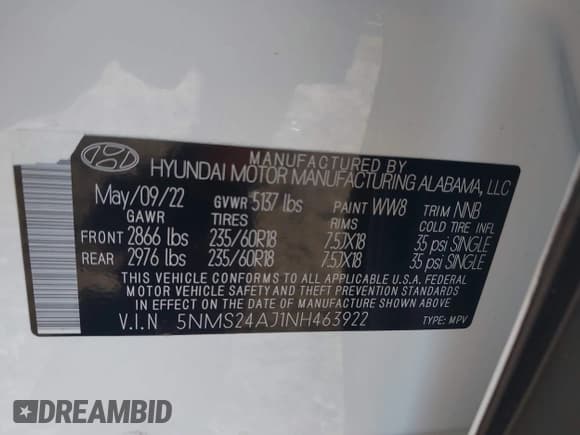 MANUFACTURED BY
HYUNDAI MOTOR MANUFACTURING ALABAMA, LLC
May/09/22 GVWR 5137 lbs PAINT WW8 TRIM NNB
GAWR TIRES RIMS COLD TIRE INFL
FRONT 2866 lbs 235/60R18 7.5JX18 35 psi SINGLE
REAR 2976 lbs 235/60R18 7.5JX18 35 psi SINGLE
THIS VEHICLE CONFORMS TO ALL APPLICABLE U.S.A. FEDERAL
MOTOR VEHICLE SAFETY AND THEFT PREVENTION STANDARDS
IN EFFECT ON THE DATE OF MANUFACTURE SHOWN ABOVE.
V.I.N 5NMS24AJ1NH463922 TYPE: MPV
DREAMBID